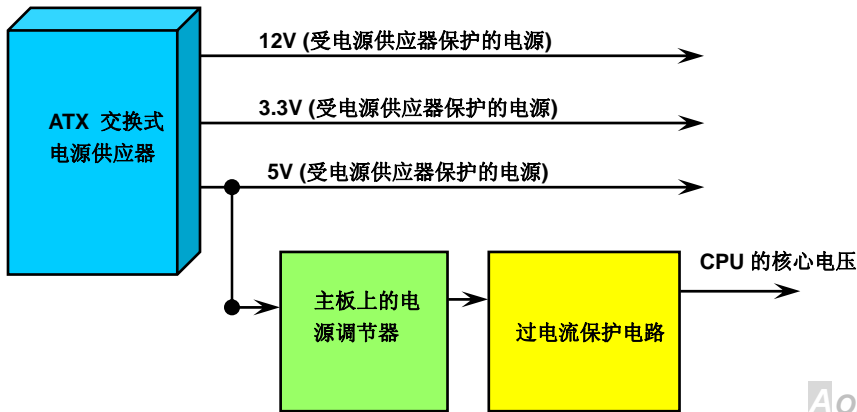 12V (受电源供应器保护的电源)
3.3V (受电源供应器保护的电源)
ATX 交换式
电源供应器
5V (受电源供应器保护的电源)
CPU 的核心电压
主板上的电
源调节器
过电流保护电路